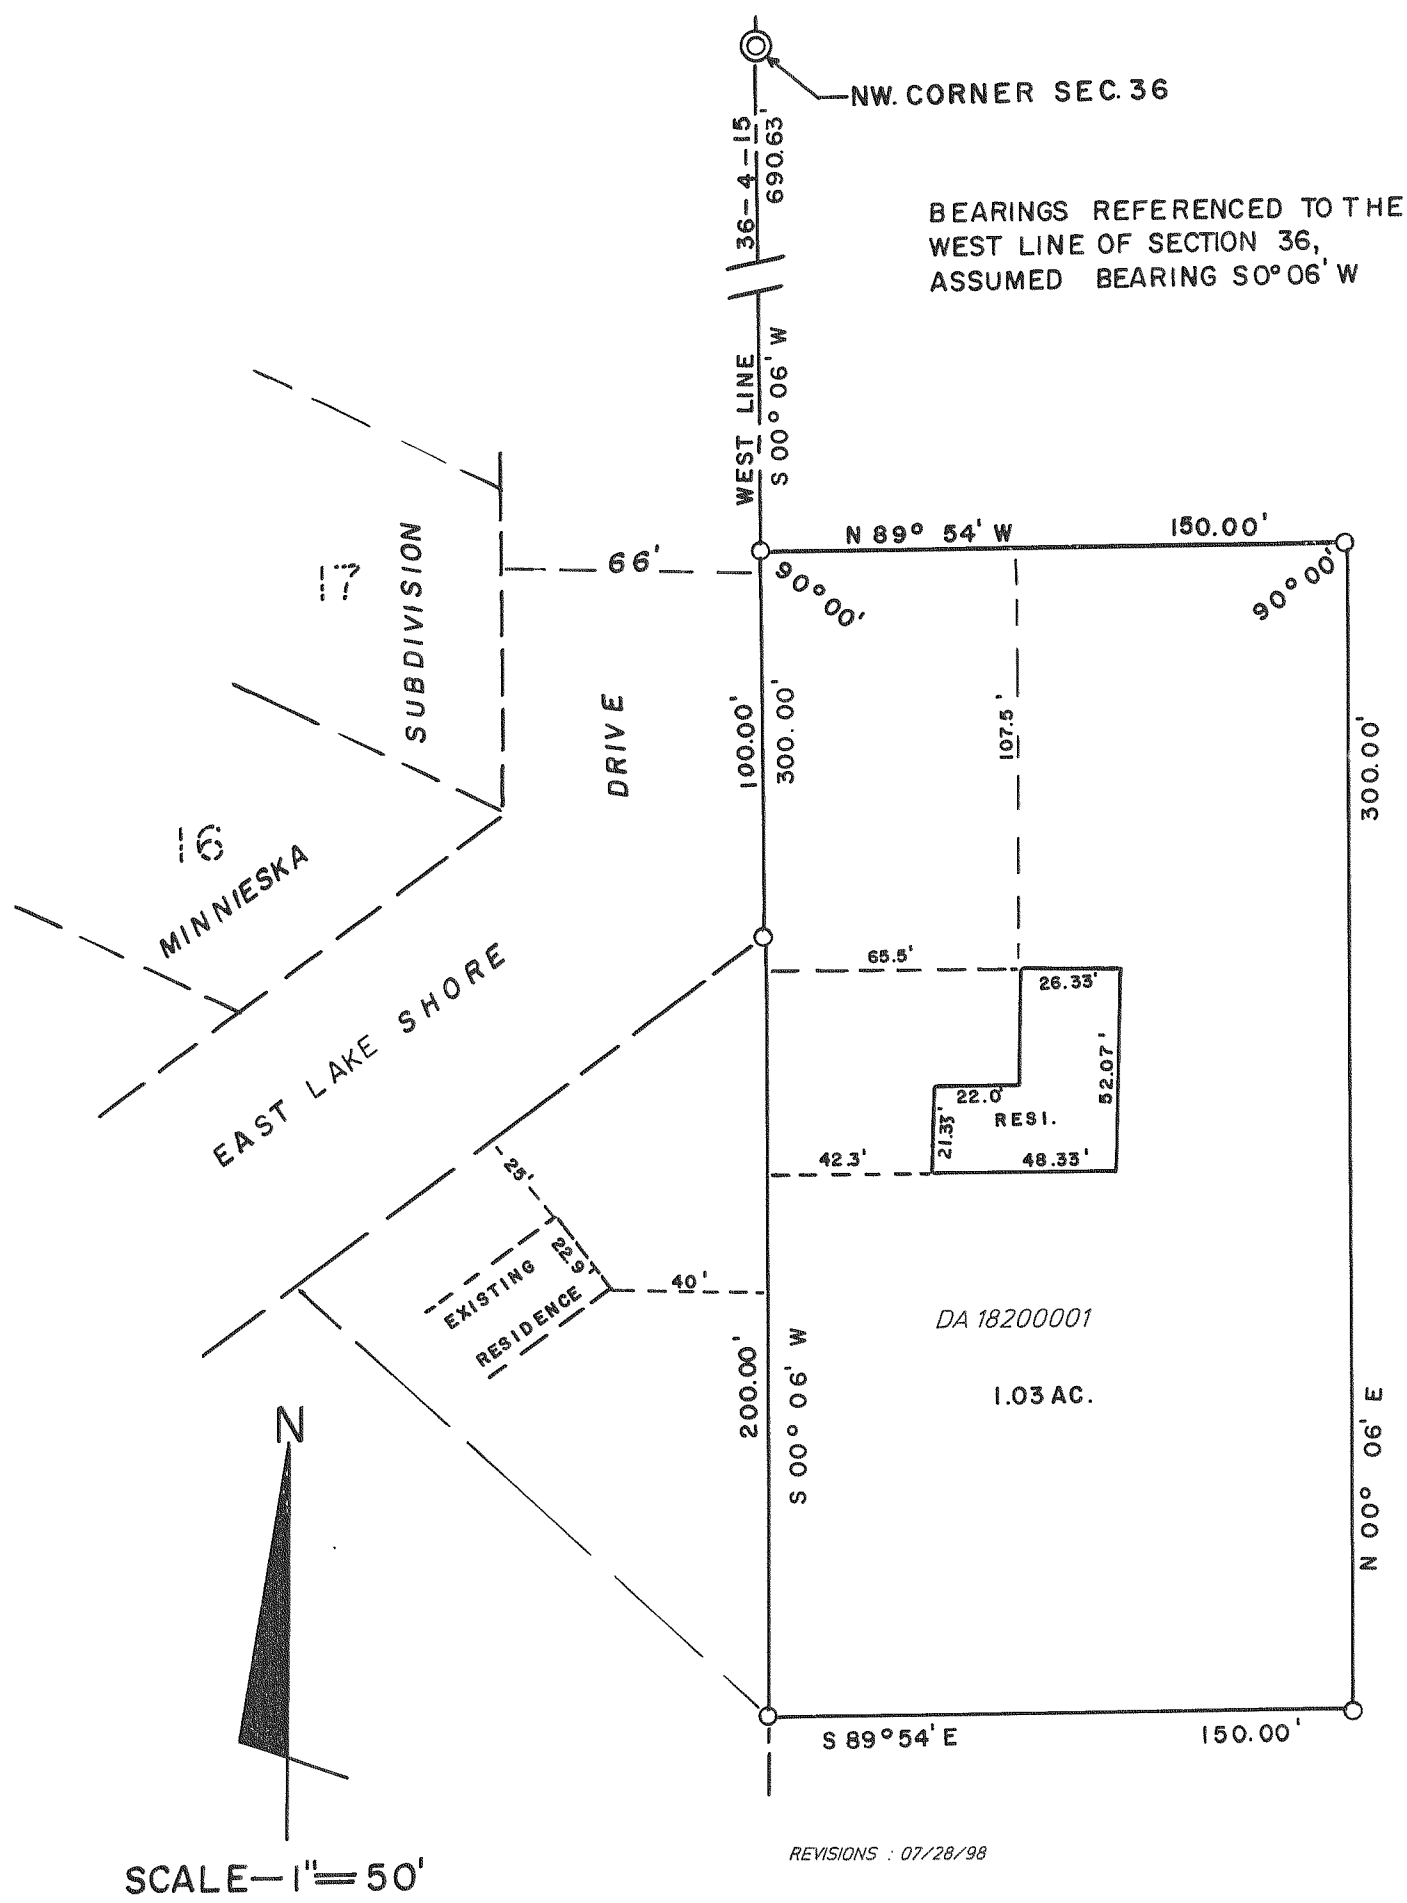 NW. CORNER SEC. 36
36-4-15
690.63'
BEARINGS REFERENCED TO THE
WEST LINE OF SECTION 36,
ASSUMED BEARING S0° 06' W
WEST LINE
S 00° 06' W
N 89° 54' W
150.00'
17
SUBDIVISION
66'
90°00'
90°00'
DRIVE
100.00'
300.00'
107.5'
300.00'
16
MINNIESKA
EAST LAKE SHORE
65.5'
26.33'
52.07'
22.0'
RESI.
21.33'
42.3'
48.33'
25'
22.9'
EXISTING
RESIDENCE
40'
DA 18200001
1.03 AC.
200.00'
S 00° 06' W
N 00° 06' E
N
S 89°54' E
150.00'
REVISIONS : 07/28/98
SCALE—1"=50'